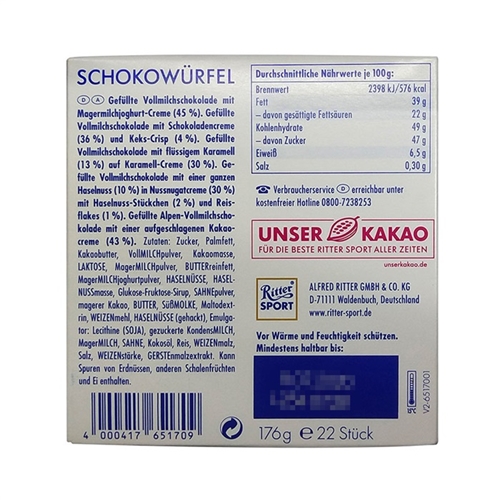 SCHOKOWÜRFEL
D A Gefüllte Vollmilchschokolade mit
Magermilchjoghurt-Creme (45 %). Gefüllte
Vollmilchschokolade mit Schokoladencreme
(36 %) und Keks-Crisp (4 %). Gefüllte
Vollmilchschokolade mit flüssigem Karamell
(13 %) auf Karamell-Creme (30 %). Ge-
füllte Vollmilchschokolade mit einer ganzen
Haselnuss (10 %) in Nussnugatcreme (30 %)
mit Haselnuss-Stückchen (2 %) und Reis-
flakes (1 %). Gefüllte Alpen-Vollmilchscho-
kolade mit einer aufgeschlagenen Kakao-
creme (43 %). Zutaten: Zucker, Palmfett,
Kakaobutter, VollMILCHpulver, Kakaomasse,
LAKTOSE, MagerMILCHpulver, BUTTERreinfett,
MagerMILCHjoghurtpulver, HASELNÜSSE, HASEL-
NUSSmasse, Glukose-Fruktose-Sirup, SAHNEpulver,
magerer Kakao, BUTTER, SÜßMOLKE, Maltodext-
rin, WEIZENmehl, HASELNÜSSE (gehackt), Emulga-
tor: Lecithine (SOJA), gezuckerte KondensMILCH,
MagerMILCH, SAHNE, Kokosöl, Reis, WEIZENmalz,
Salz, WEIZENstärke, GERSTENmalzextrakt. Kann
Spuren von Erdnüssen, anderen Schalenfrüchten
und Ei enthalten.
4 000417 651709
Durchschnittliche Nährwerte je 100g:
Brennwert 2398 kJ/576 kcal
Fett 39 g
– davon gesättigte Fettsäuren 22 g
Kohlenhydrate 49 g
– davon Zucker 47 g
Eiweiß 6,5 g
Salz 0,30 g
Verbraucherservice D erreichbar unter
kostenfreier Hotline 0800-7238253
UNSER KAKAO
FÜR DIE BESTE RITTER SPORT ALLER ZEITEN
unserkakao.de
Ritter
SPORT
ALFRED RITTER GMBH & CO. KG
D-71111 Waldenbuch, Deutschland
www.ritter-sport.de
Vor Wärme und Feuchtigkeit schützen.
Mindestens haltbar bis:
V2-6517001
176g e 22 Stück